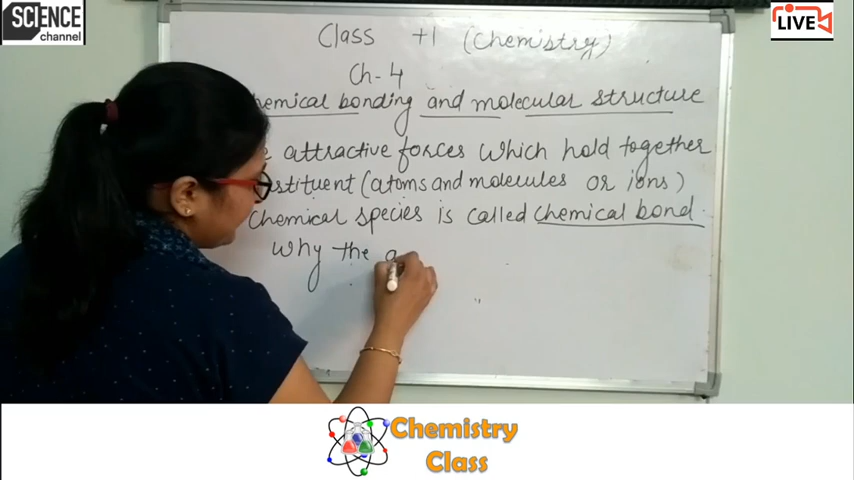 SCIENCE
channel
LIVE
Class +1 (Chemistry)
Ch-4
hemical bonding and molecular structure
attractive forces which hold together
stituent (atoms and molecules or ions)
Chemical species is called chemical bond.
Why the a
Chemistry
Class